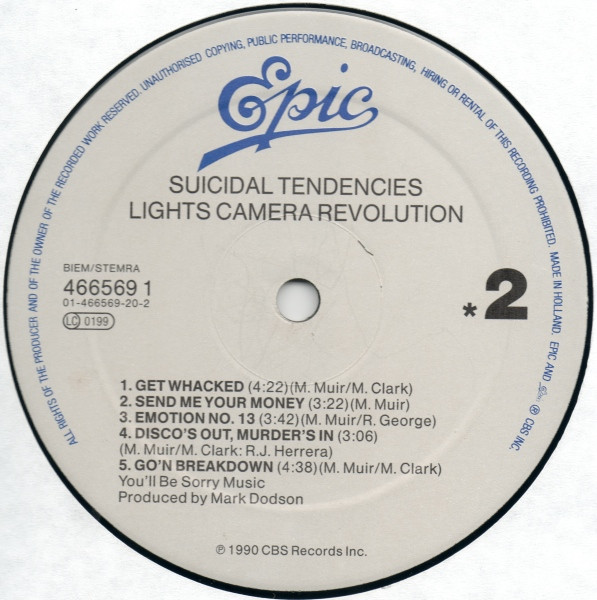 ALL RIGHTS OF THE PRODUCER AND OF THE OWNER OF THE RECORDED WORK RESERVED. UNAUTHORISED COPYING, PUBLIC PERFORMANCE, BROADCASTING, HIRING OR RENTAL OF THIS RECORDING PROHIBITED. MADE IN HOLLAND. EPIC AND Epic ® CBS INC.
Epic
SUICIDAL TENDENCIES
LIGHTS CAMERA REVOLUTION
BIEM/STEMRA
466569 1
01-466569-20-2
LC 0199
*2
1. GET WHACKED (4:22) (M. Muir/M. Clark)
2. SEND ME YOUR MONEY (3:22) (M. Muir)
3. EMOTION NO. 13 (3:42) (M. Muir/R. George)
4. DISCO'S OUT, MURDER'S IN (3:06)
(M. Muir/M. Clark: R.J. Herrera)
5. GO'N BREAKDOWN (4:38) (M. Muir/M. Clark)
You'll Be Sorry Music
Produced by Mark Dodson
℗ 1990 CBS Records Inc.